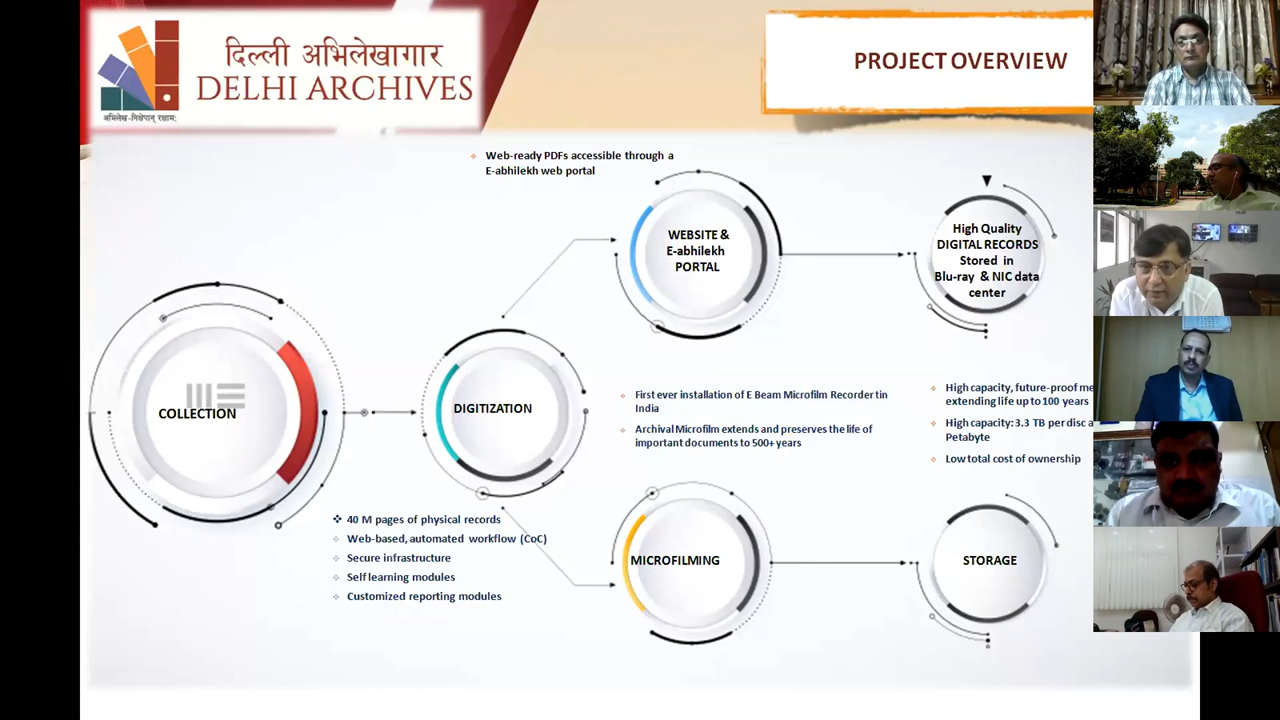 दिल्ली अभिलेखागार
DELHI ARCHIVES
अभिलेख-निक्षेपान् रक्षामः
PROJECT OVERVIEW
Web-ready PDFs accessible through a
E-abhilekh web portal
WEBSITE &
E-abhilekh
PORTAL
High Quality
DIGITAL RECORDS
Stored in
Blu-ray & NIC data
center
COLLECTION
DIGITIZATION
First ever installation of E Beam Microfilm Recorder in
India
Archival Microfilm extends and preserves the life of
important documents to 500+ years
High capacity, future-proof me
extending life up to 100 years
High capacity: 3.3 TB per disc a
Petabyte
Low total cost of ownership
40 M pages of physical records
Web-based, automated workflow (CoC)
Secure infrastructure
Self learning modules
Customized reporting modules
MICROFILMING
STORAGE